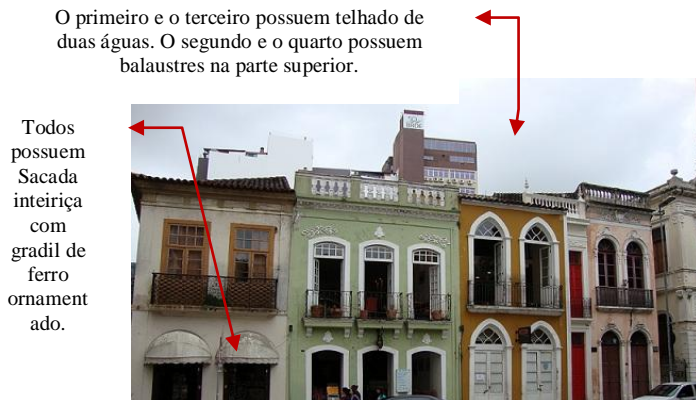 O primeiro e o terceiro possuem telhado de
duas águas. O segundo e o quarto possuem
balaustres na parte superior.
Todos
possuem
Sacada
inteiriça
com
gradil de
ferro
ornament
ado.